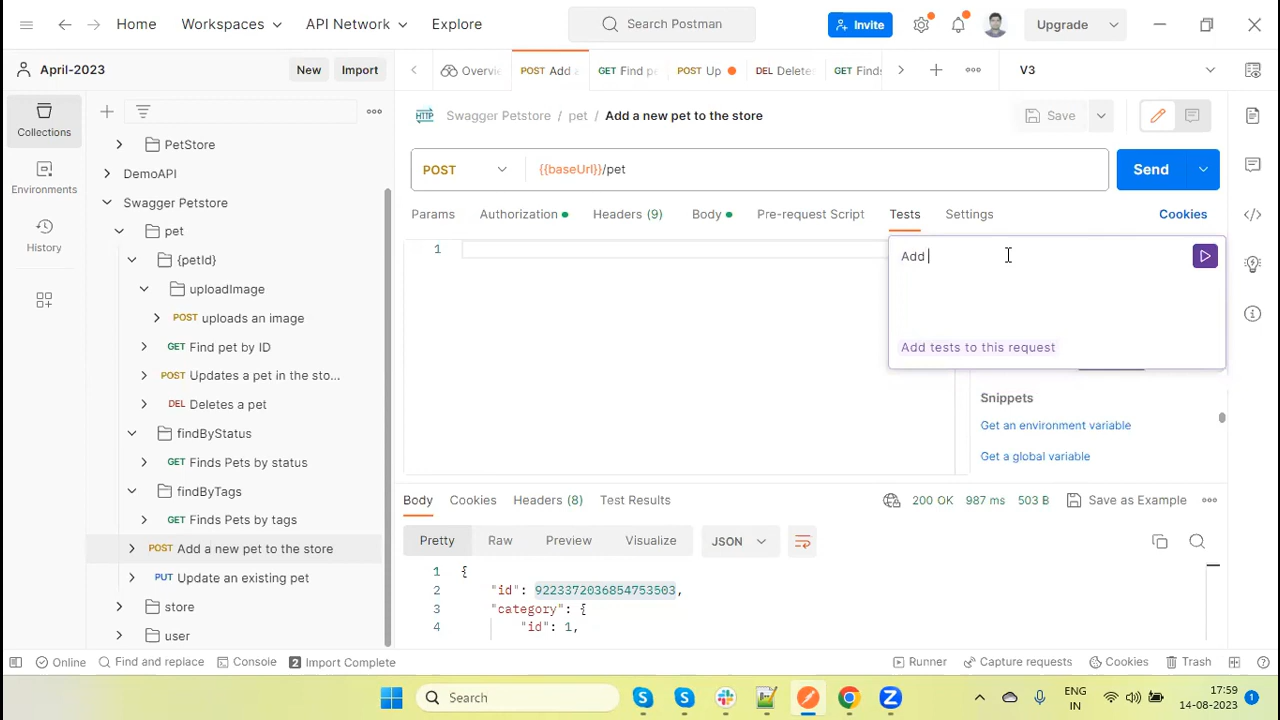 Home
Workspaces
API Network
Explore
Search Postman
Invite
Upgrade
April-2023
New
Import
Overvi
POST Add a
GET Find pe
POST Up
DEL Delete
GET Finds
V3
Collections
Environments
History
PetStore
DemoAPI
Swagger Petstore
pet
{petId}
uploadImage
POST uploads an image
GET Find pet by ID
POST Updates a pet in the sto...
DEL Deletes a pet
findByStatus
GET Finds Pets by status
findByTags
GET Finds Pets by tags
POST Add a new pet to the store
PUT Update an existing pet
store
user
HTTP
Swagger Petstore / pet / Add a new pet to the store
Save
POST
{{baseUrl}}/pet
Send
Params
Authorization
Headers (9)
Body
Pre-request Script
Tests
Settings
Cookies
1
Add
Add tests to this request
Snippets
Get an environment variable
Get a global variable
Body
Cookies
Headers (8)
Test Results
200 OK
987 ms
503 B
Save as Example
Pretty
Raw
Preview
Visualize
JSON
1 {
2 "id": 9223372036854753503,
3 "category": {
4 "id": 1,
Online
Find and replace
Console
2 Import Complete
Runner
Capture requests
Cookies
Trash
Search
ENG
IN
17:59
14-08-2023
1